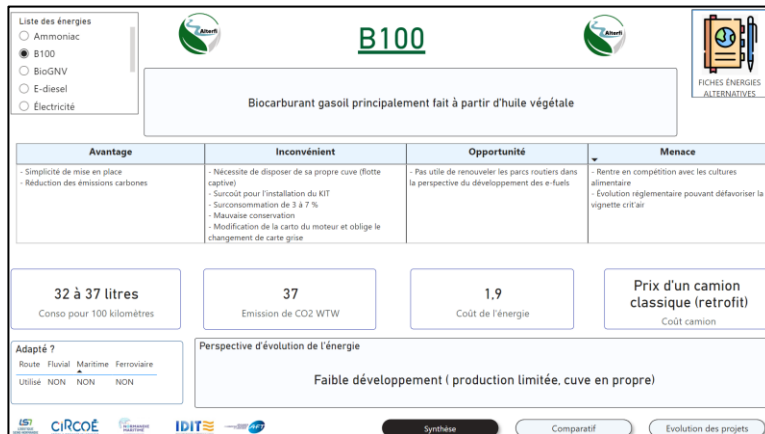 Liste des énergies
Ammoniac
B100
BioGNV
E-diesel
Électricité
Alterfi
B100
Alterfi
FICHES ÉNERGIES
ALTERNATIVES
Biocarburant gasoil principalement fait à partir d'huile végétale
Avantage
Inconvénient
Opportunité
Menace
- Simplicité de mise en place
- Réduction des émissions carbones
- Nécessite de disposer de sa propre cuve (flotte
captive)
- Surcoût pour l'installation du KIT
- Surconsommation de 3 à 7 %
- Mauvaise conservation
- Modification de la carto du moteur et oblige le
changement de carte grise
- Pas utile de renouveler les parcs routiers dans
la perspective du développement des e-fuels
- Rentre en compétition avec les cultures
alimentaire
- Évolution réglementaire pouvant défavoriser la
vignette crit'air
32 à 37 litres
Conso pour 100 kilomètres
37
Emission de CO2 WTW
1,9
Coût de l'énergie
Prix d'un camion
classique (retrofit)
Coût camion
Adapté ?
Route Fluvial Maritime Ferroviaire
Utilisé NON NON NON
Perspective d'évolution de l'énergie
Faible développement ( production limitée, cuve en propre)
CiRCOÉ
NORMANDIE
MARITIME
IDIT
AFT
Synthèse
Comparatif
Evolution des projets